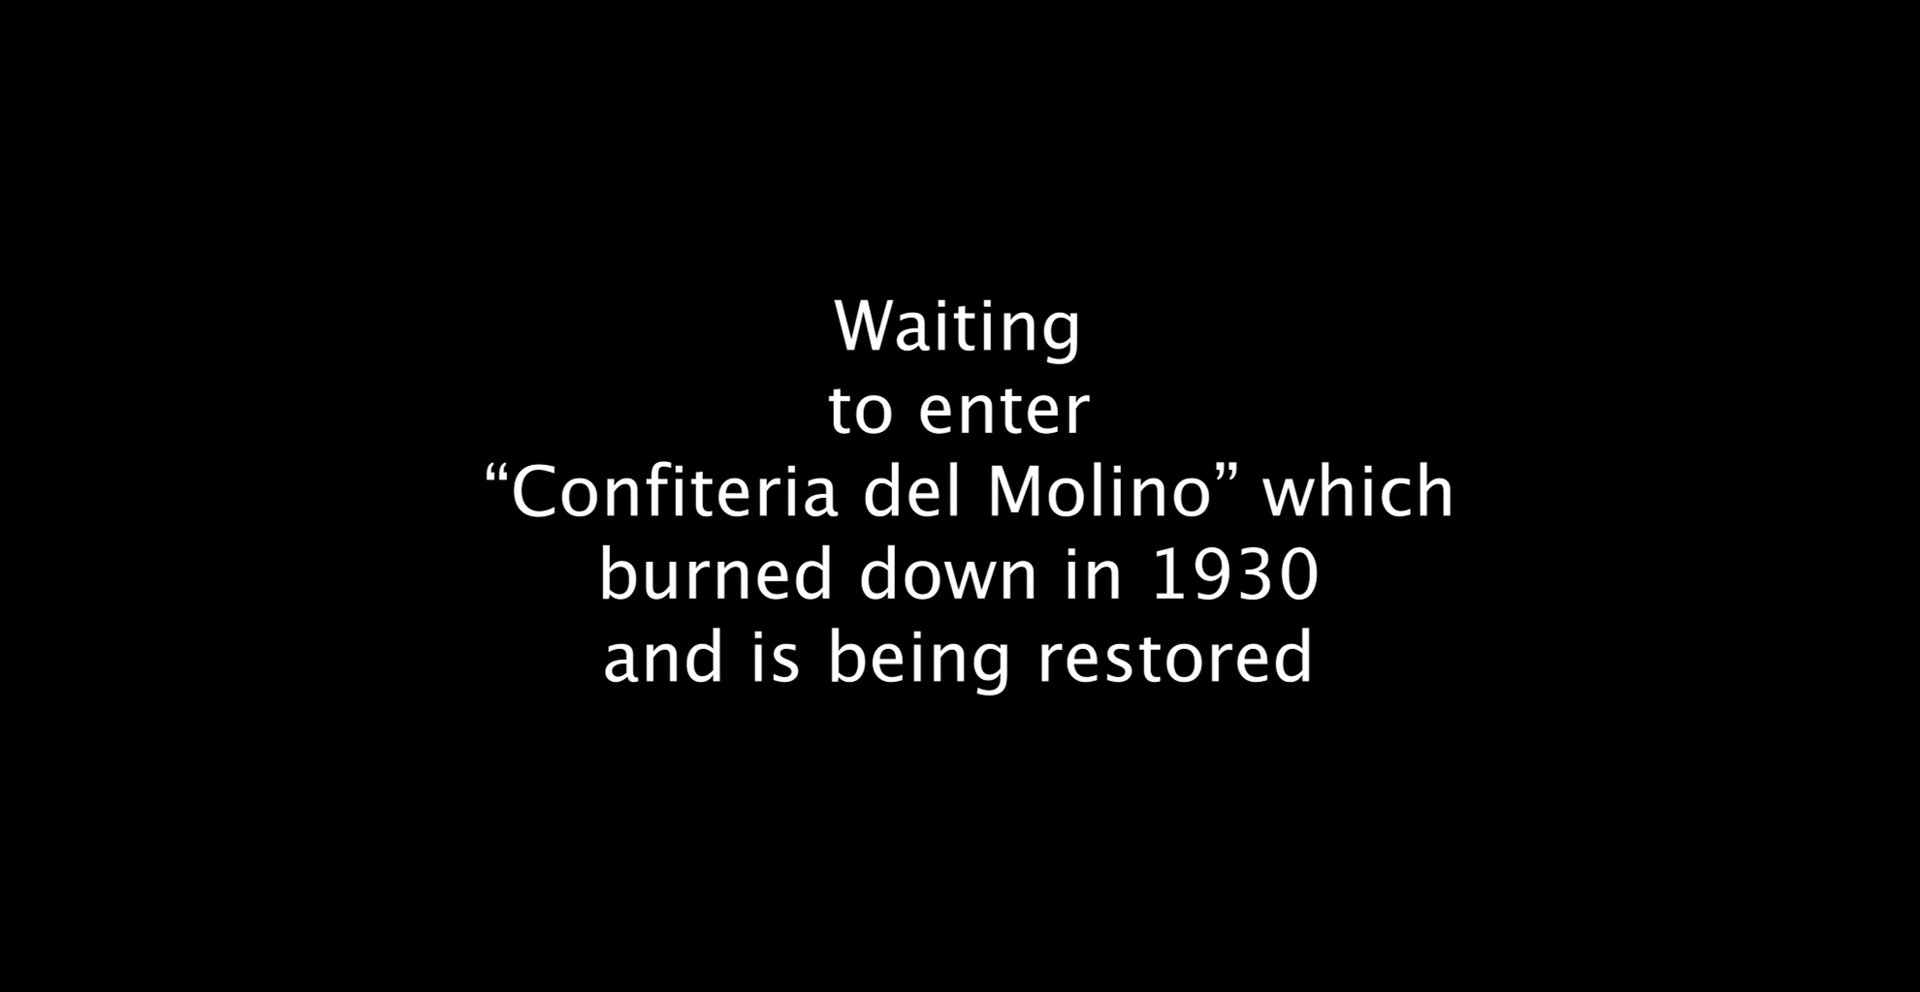 Waiting
to enter
“Confiteria del Molino” which
burned down in 1930
and is being restored